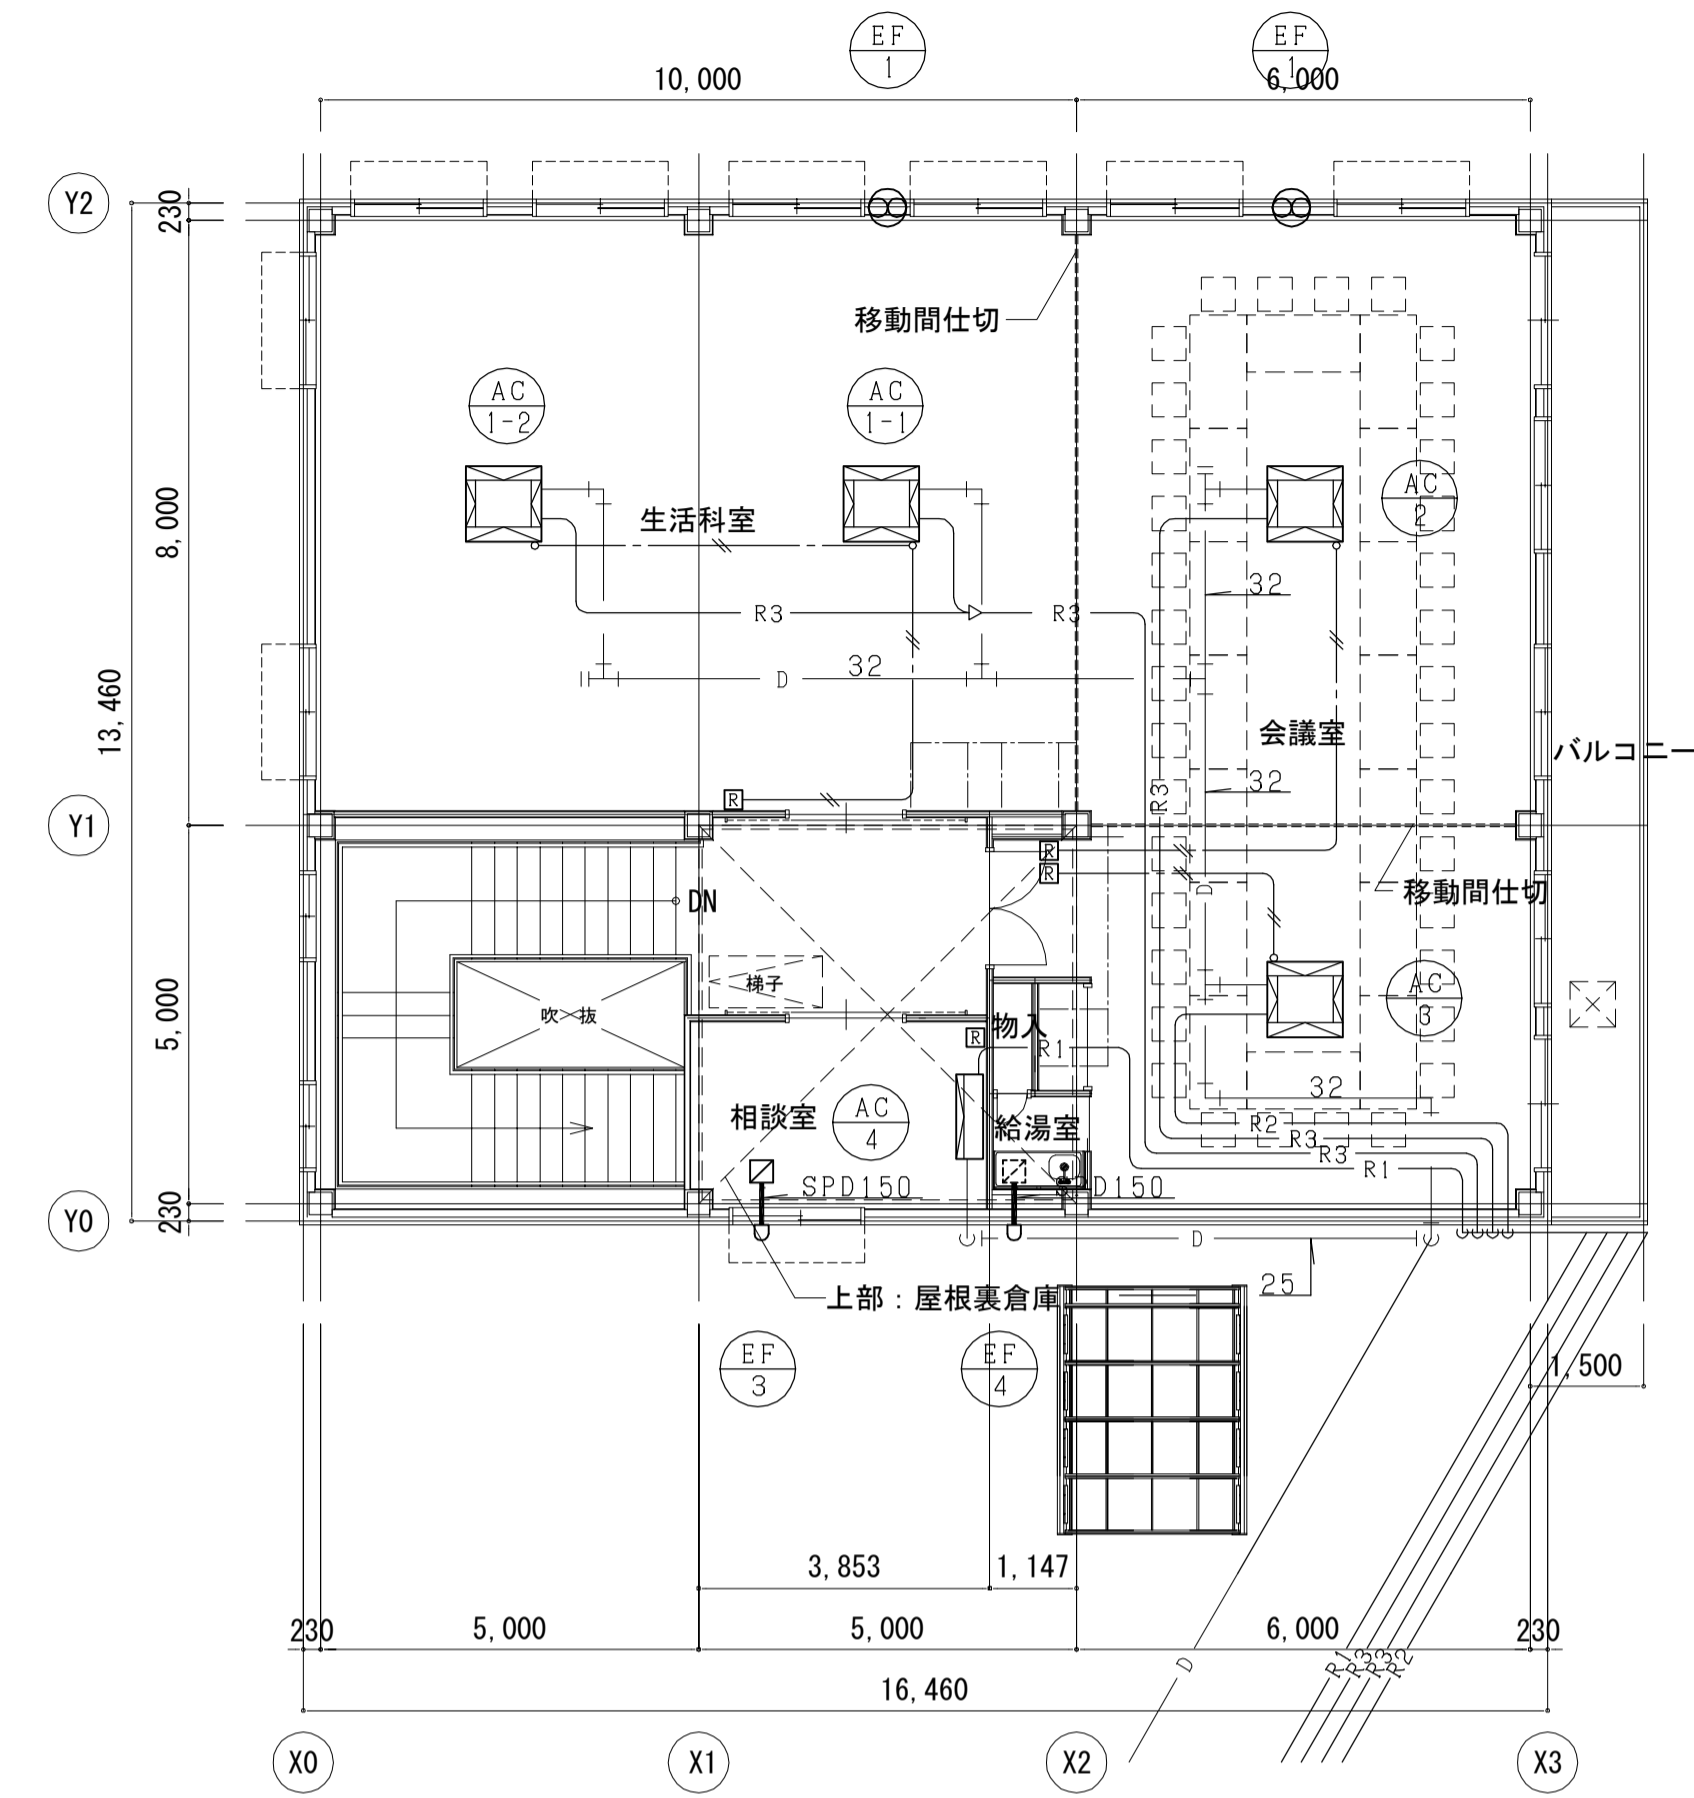 EF
1
EF
1
10,000
6,000
Y2
230
移動間仕切
AC
1-2
AC
1-1
AC
2
8,000
生活科室
32
R3
R3
32
D
13,460
会議室
バルコニー
32
R3
R
Y1
R
R
D
移動間仕切
DN
梯子
吹抜
AC
3
5,000
物入
R
R1
32
相談室
AC
4
給湯室
R2
R3
R3
R1
SPD150
SPD150
Y0
230
D
25
上部：屋根裏倉庫
EF
3
EF
4
1,500
3,853
1,147
230
5,000
5,000
6,000
230
D
R1
R3
R3
R2
16,460
X0
X1
X2
X3